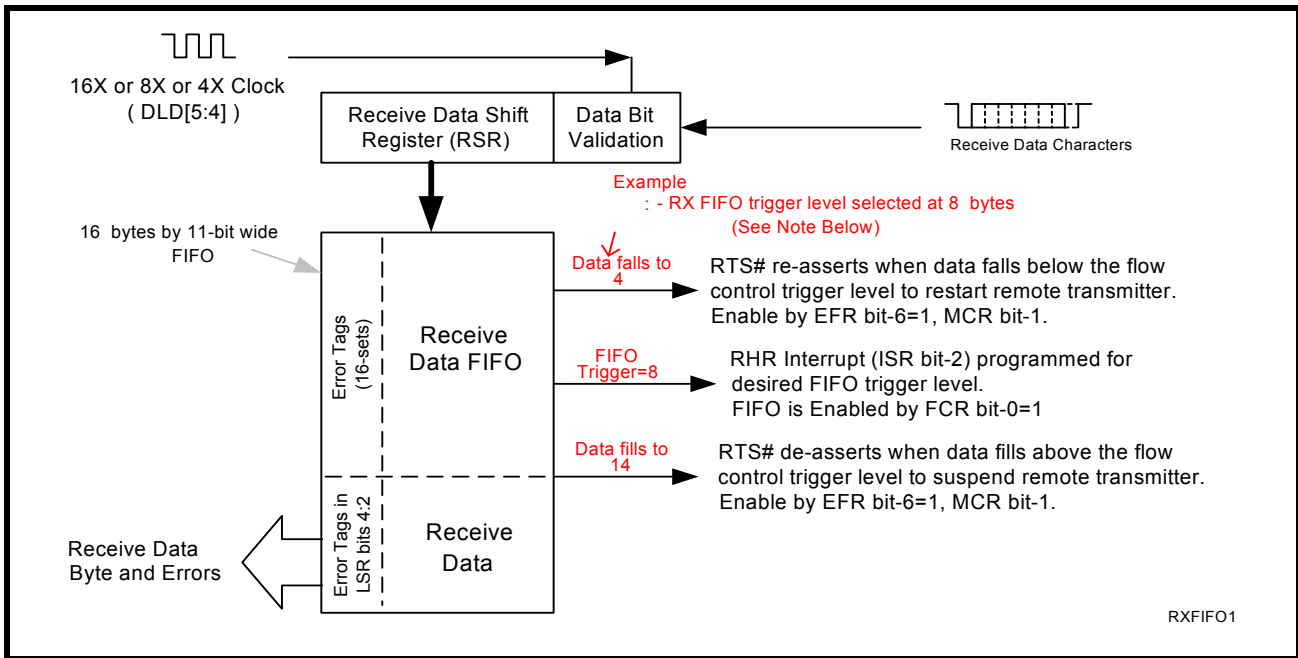 16X or 8X or 4X Clock
( DLD[5:4] )
Receive Data Shift
Register (RSR)
Data Bit
Validation
Receive Data Characters
Example
: - RX FIFO trigger level selected at 8 bytes
(See Note Below)
16 bytes by 11-bit wide
FIFO
Error Tags
(16-sets)
Receive
Data FIFO
Data falls to
4
RTS# re-asserts when data falls below the flow
control trigger level to restart remote transmitter.
Enable by EFR bit-6=1, MCR bit-1.
FIFO
Trigger=8
RHR Interrupt (ISR bit-2) programmed for
desired FIFO trigger level.
FIFO is Enabled by FCR bit-0=1
Data fills to
14
RTS# de-asserts when data fills above the flow
control trigger level to suspend remote transmitter.
Enable by EFR bit-6=1, MCR bit-1.
Error Tags in
LSR bits 4:2
Receive
Data
Receive Data
Byte and Errors
RXFIFO1